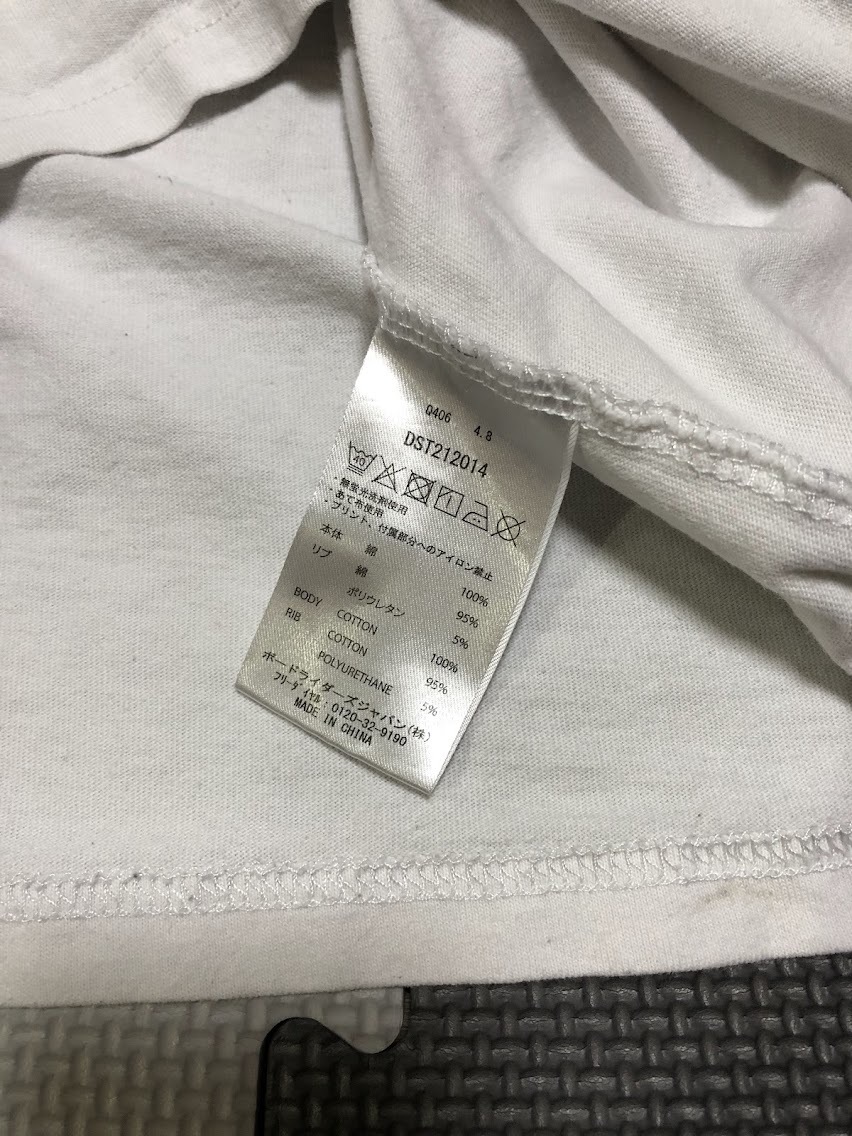 Q406 4.8
DST212014
40
・無蛍光洗剤使用
・あて布使用
・プリント、付属部分へのアイロン禁止
本体 綿 100%
リブ 綿 95%
ポリウレタン 5%
BODY COTTON 100%
RIB COTTON 95%
POLYURETHANE 5%
ボードライダーズジャパン(株)
フリーダイヤル:0120-32-9190
MADE IN CHINA